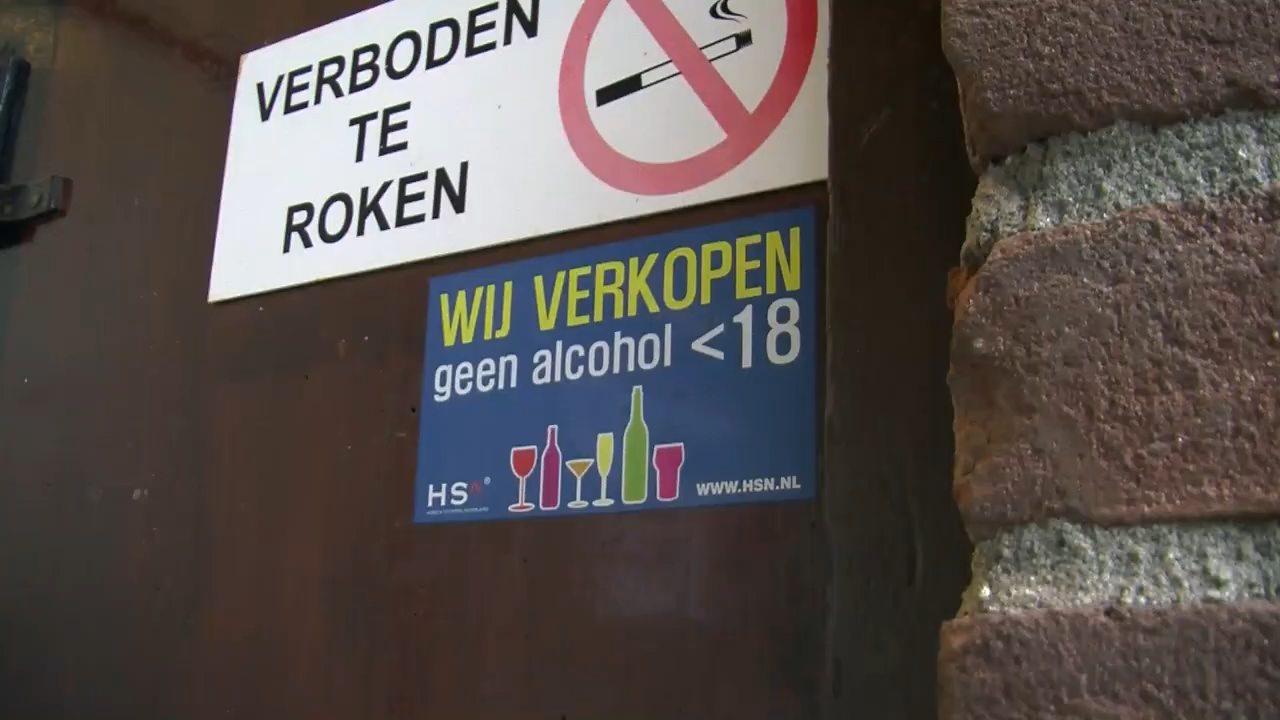 VERBODEN
TE
ROKEN
WIJ VERKOPEN
geen alcohol <18
HSN®
WWW.HSN.NL